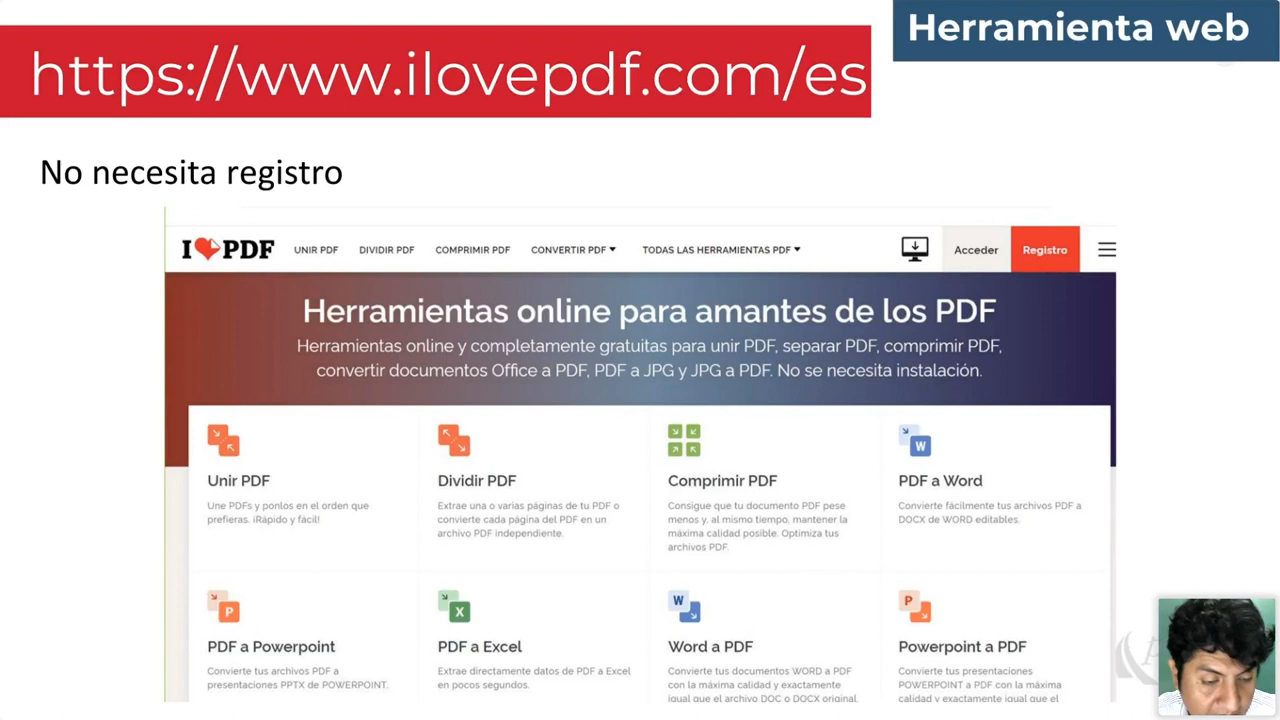 Herramienta web
https://www.ilovepdf.com/es
No necesita registro
I PDF UNIR PDF DIVIDIR PDF COMPRIMIR PDF CONVERTIR PDF TODAS LAS HERRAMIENTAS PDF Acceder Registro
Herramientas online para amantes de los PDF
Herramientas online y completamente gratuitas para unir PDF, separar PDF, comprimir PDF,
convertir documentos Office a PDF, PDF a JPG y JPG a PDF. No se necesita instalación.
Unir PDF
Une PDFs y ponlos en el orden que
prefieras. ¡Rápido y fácil!
Dividir PDF
Extrae una o varias páginas de tu PDF o
convierte cada página del PDF en un
archivo PDF independiente.
Comprimir PDF
Consigue que tu documento PDF pese
menos y, al mismo tiempo, mantener la
máxima calidad posible. Optimiza tus
archivos PDF.
W
PDF a Word
Convierte fácilmente tus archivos PDF a
DOCX de WORD editables.
P
PDF a Powerpoint
Convierte tus archivos PDF a
presentaciones PPTX de POWERPOINT.
X
PDF a Excel
Extrae directamente datos de PDF a Excel
en pocos segundos.
W
Word a PDF
Convierte tus documentos WORD a PDF
con la máxima calidad y exactamente
igual que el archivo DOC o DOCX original.
P
Powerpoint a PDF
Convierte tus presentaciones
POWERPOINT a PDF con la máxima
calidad y exactamente igual que el